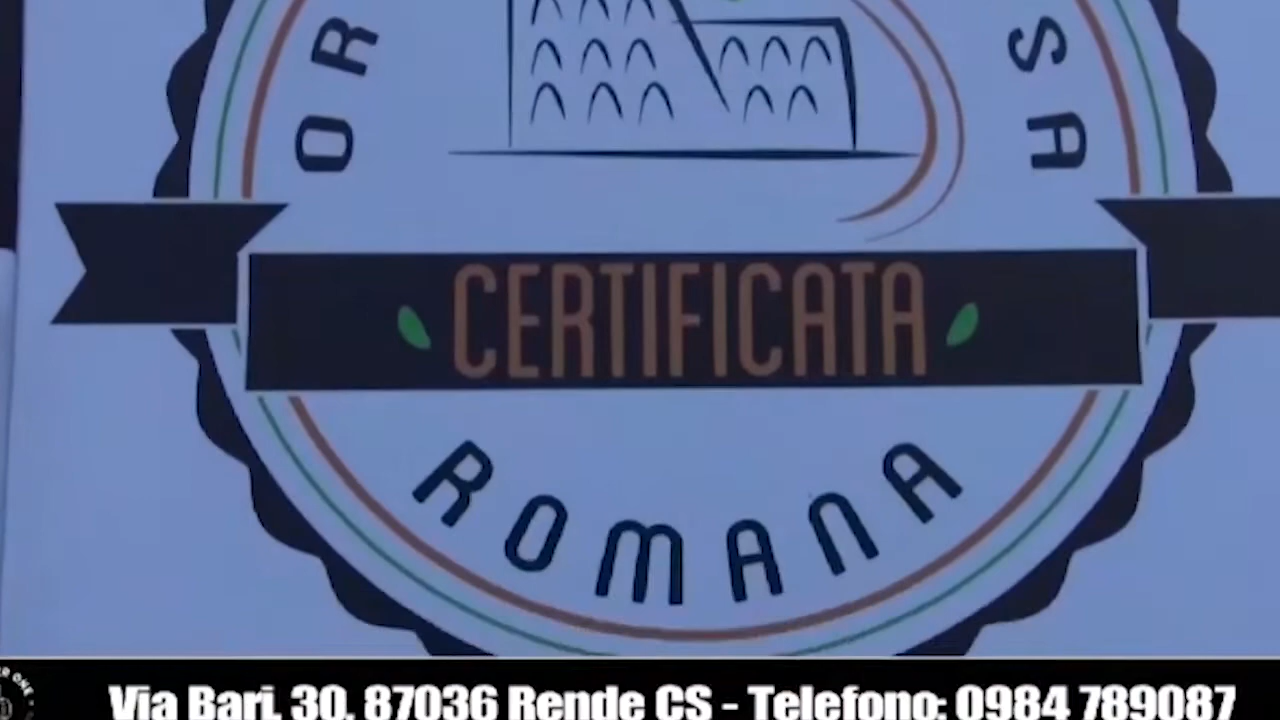 OR
SA
CERTIFICATA
ROMANA
Via Bari, 30, 87036 Rende CS - Telefono: 0984 789087